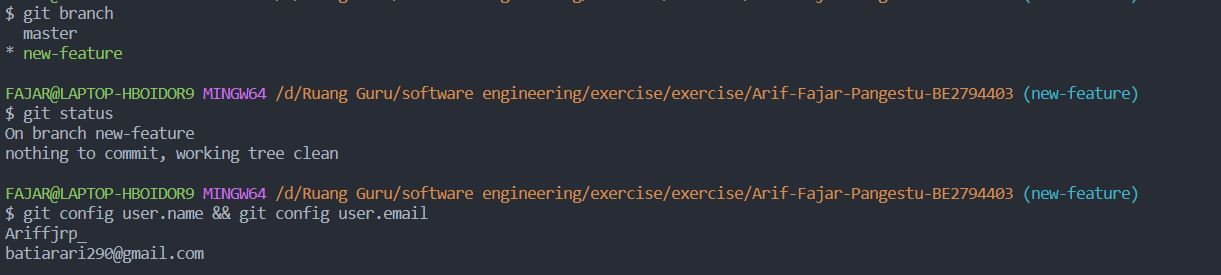 $ git branch
  master
* new-feature
FAJAR@LAPTOP-HBOIDOR9 MINGW64 /d/Ruang Guru/software engineering/exercise/exercise/Arif-Fajar-Pangestu-BE2794403 (new-feature)
$ git status
On branch new-feature
nothing to commit, working tree clean
FAJAR@LAPTOP-HBOIDOR9 MINGW64 /d/Ruang Guru/software engineering/exercise/exercise/Arif-Fajar-Pangestu-BE2794403 (new-feature)
$ git config user.name && git config user.email
Ariffjrp_
batiarari290@gmail.com